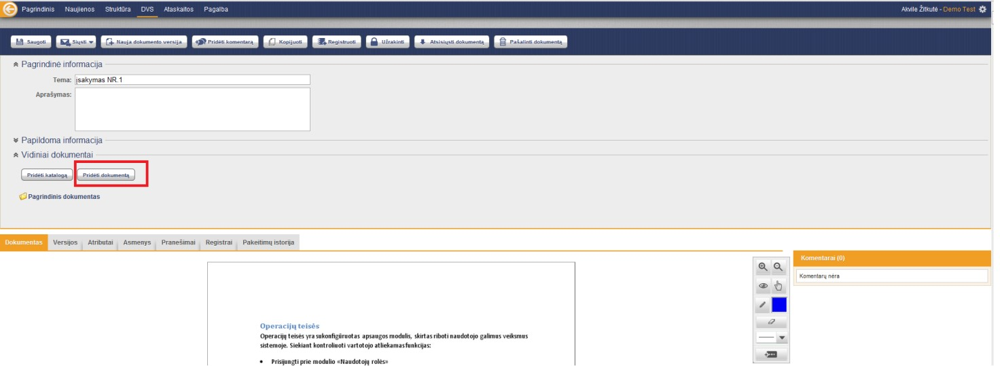 Pagrindinis Naujienos Struktūra DVS Ataskaitos Pagalba Akvile Žitkutė - Demo Test
Saugoti Siųsti Nauja dokumento versija Pridėti komentarą Kopijuoti Registruoti Užrakinti Atsisiųsti dokumentą Pašalinti dokumentą
Pagrindinė informacija
Tema: įsakymas NR.1
Aprašymas:
Papildoma informacija
Vidiniai dokumentai
Pridėti katalogą Pridėti dokumentą
Pagrindinis dokumentas
Dokumentas Versijos Atributai Asmenys Pranešimai Registrai Pakeitimų istorija
Komentarai (0)
Komentarų nėra
Operacijų teisės
Operacijų teisės yra sukonfigūruotas apsaugos modulis, skirtas riboti naudotojo galimus veiksmus
sistemoje. Siekiant kontroliuoti vartotojo atliekamas funkcijas:
• Prisijungti prie modulio «Naudotojų rolės»